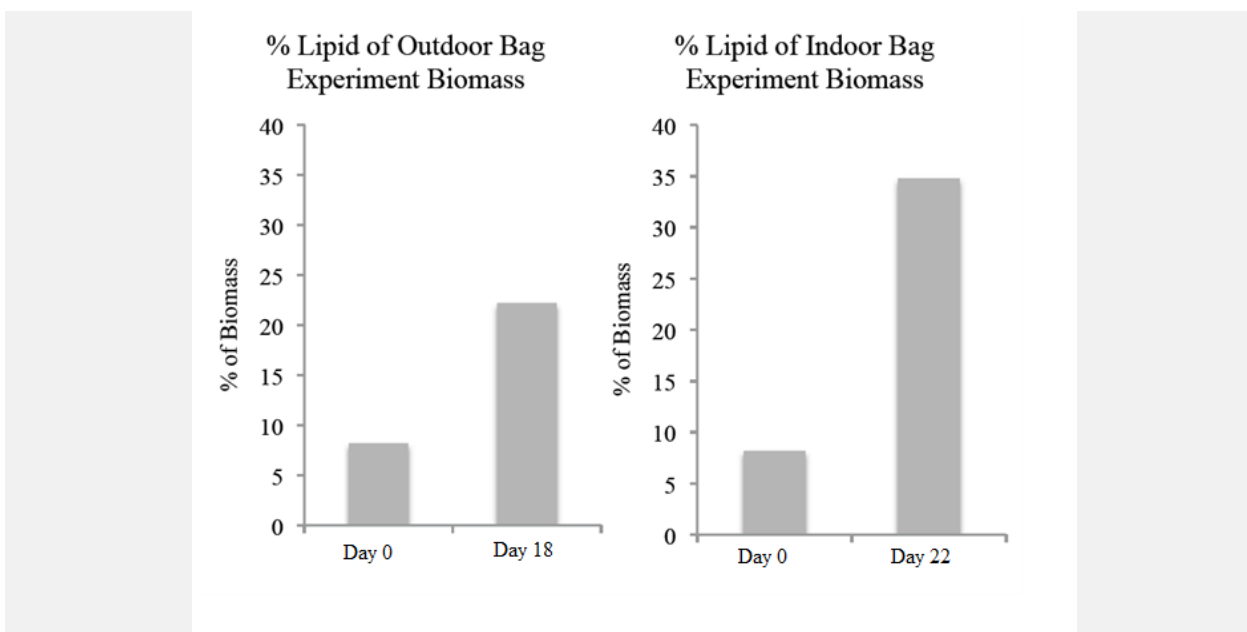 % Lipid of Outdoor Bag
Experiment Biomass
% of Biomass
40
35
30
25
20
15
10
5
0
Day 0
Day 18
% Lipid of Indoor Bag
Experiment Biomass
% of Biomass
40
35
30
25
20
15
10
5
0
Day 0
Day 22